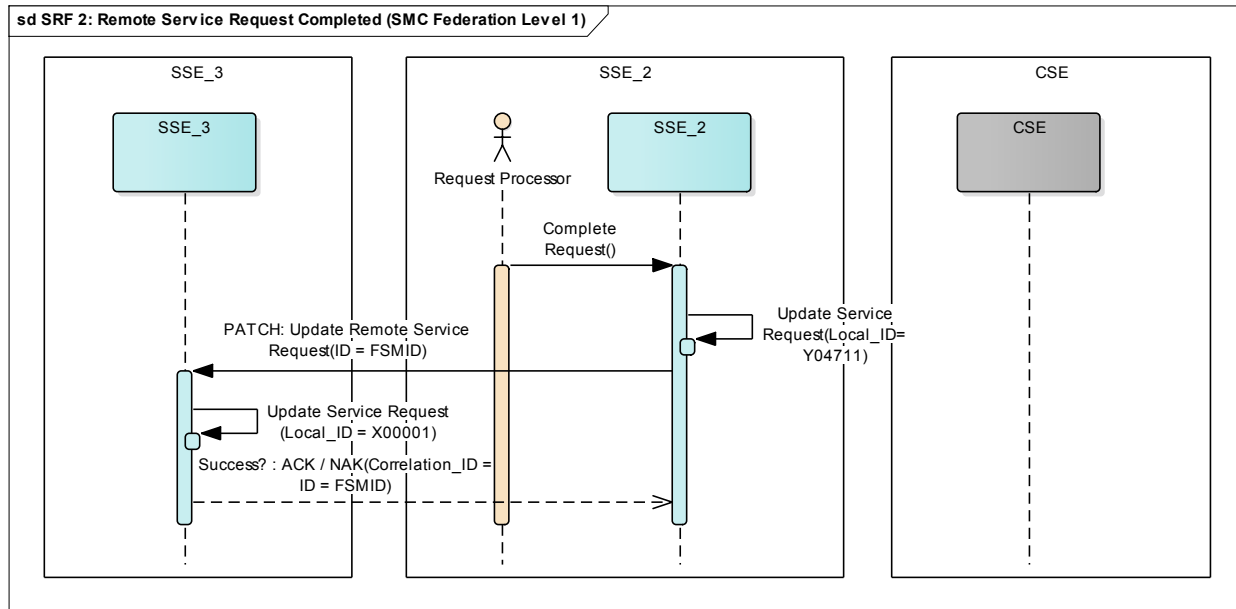 sd SRF 2: Remote Service Request Completed (SMC Federation Level 1)
SSE_3
SSE_2
CSE
SSE_3
SSE_2
CSE
Request Processor
Complete
Request()
Update Service
Request(Local_ID=
Y04711)
PATCH: Update Remote Service
Request(ID = FSMID)
Update Service Request
(Local_ID = X00001)
Success? : ACK / NAK(Correlation_ID =
ID = FSMID)